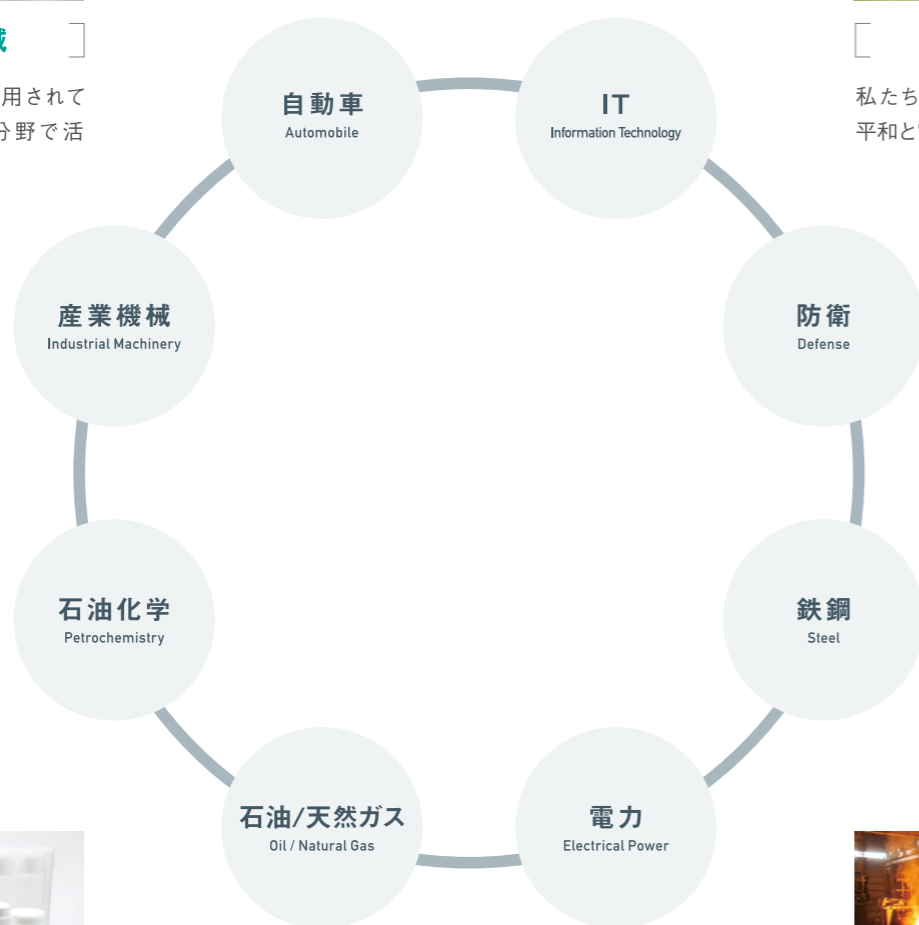 械
用されて
分野で活
私たち
平和と
自動車
Automobile
IT
Information Technology
産業機械
Industrial Machinery
防衛
Defense
石油化学
Petrochemistry
鉄鋼
Steel
石油/天然ガス
Oil / Natural Gas
電力
Electrical Power